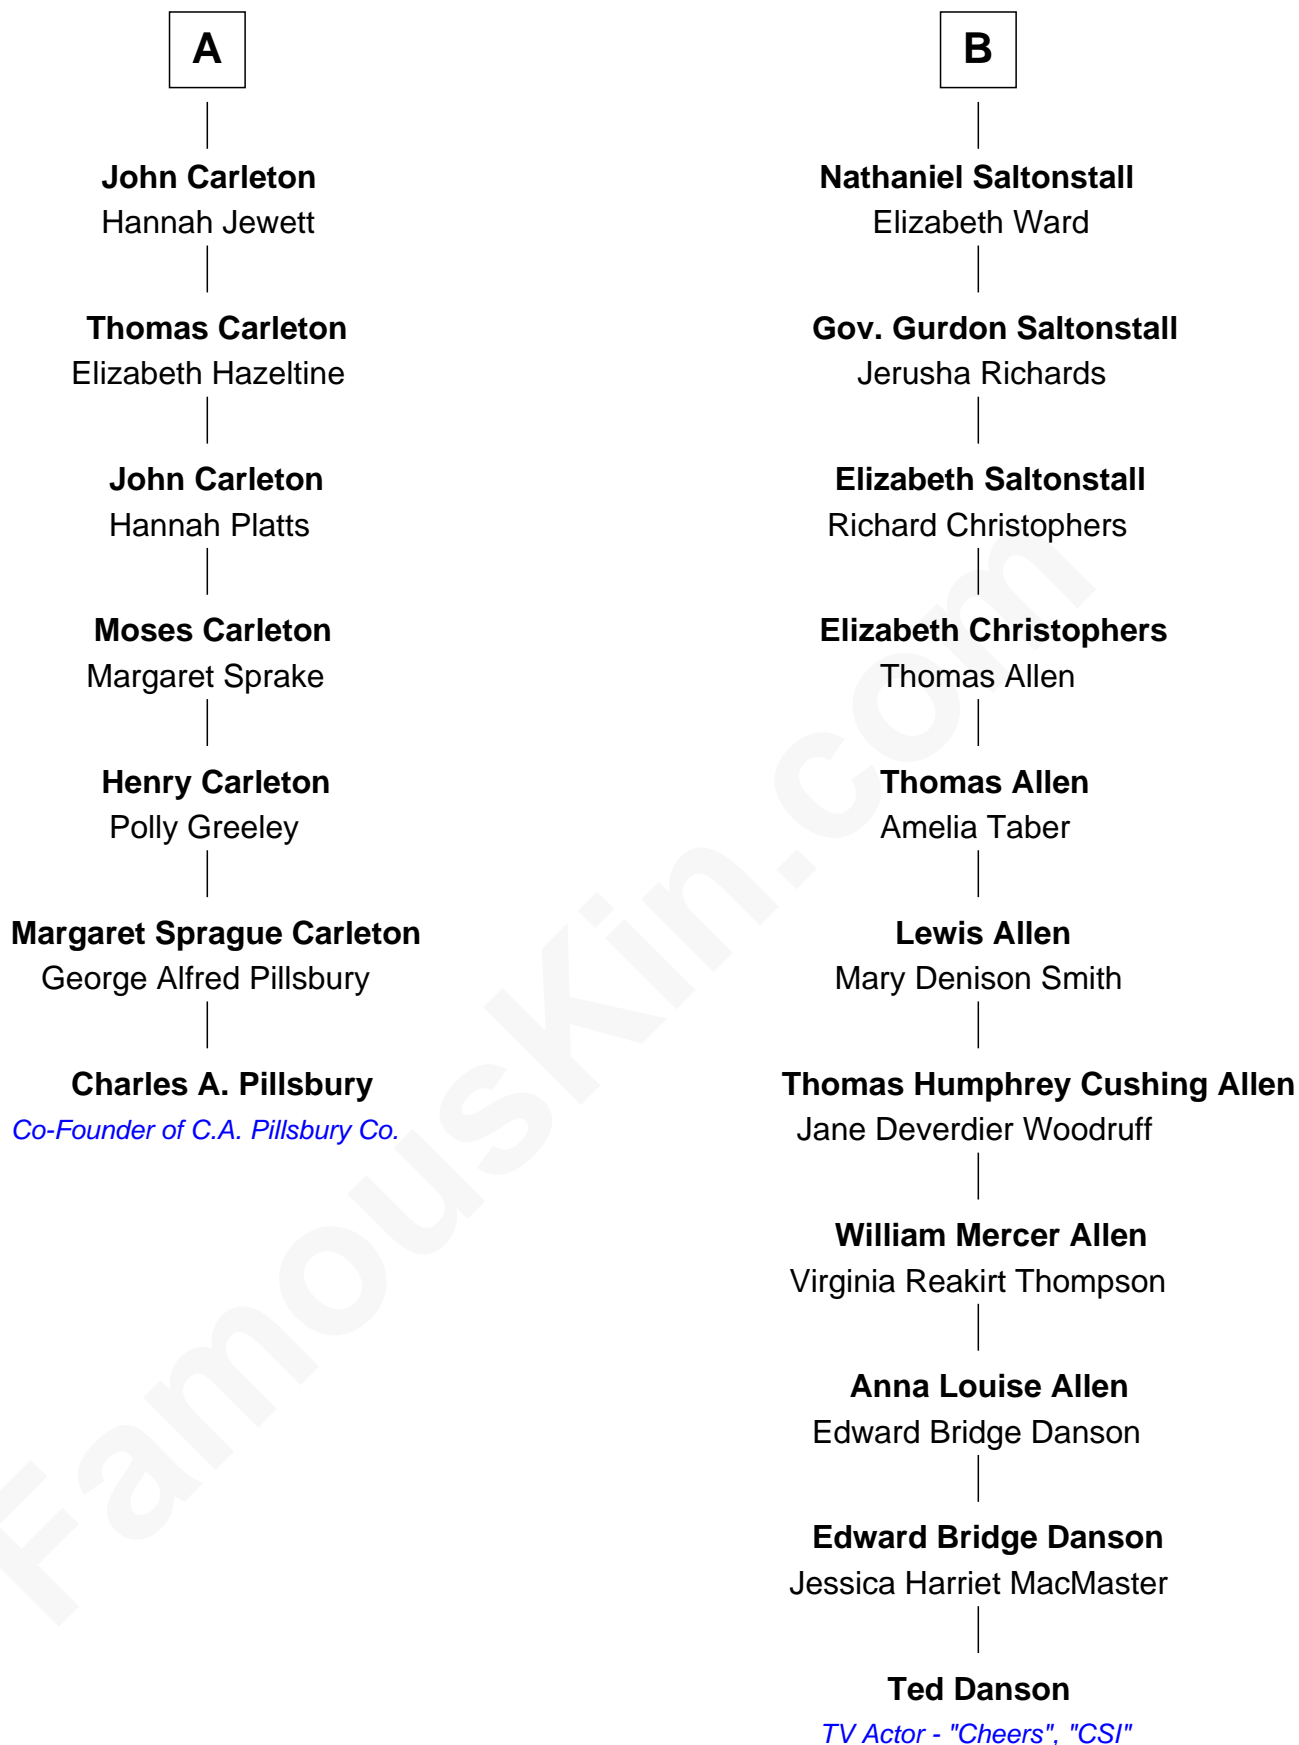 A
John Carleton
Hannah Jewett
Thomas Carleton
Elizabeth Hazeltine
John Carleton
Hannah Platts
Moses Carleton
Margaret Sprake
Henry Carleton
Polly Greeley
Margaret Sprague Carleton
George Alfred Pillsbury
Charles A. Pillsbury
Co-Founder of C.A. Pillsbury Co.
B
Nathaniel Saltonstall
Elizabeth Ward
Gov. Gurdon Saltonstall
Jerusha Richards
Elizabeth Saltonstall
Richard Christophers
Elizabeth Christophers
Thomas Allen
Thomas Allen
Amelia Taber
Lewis Allen
Mary Denison Smith
Thomas Humphrey Cushing Allen
Jane Deverdier Woodruff
William Mercer Allen
Virginia Reakirt Thompson
Anna Louise Allen
Edward Bridge Danson
Edward Bridge Danson
Jessica Harriet MacMaster
Ted Danson
TV Actor - "Cheers", "CSI"
FamousKin.com